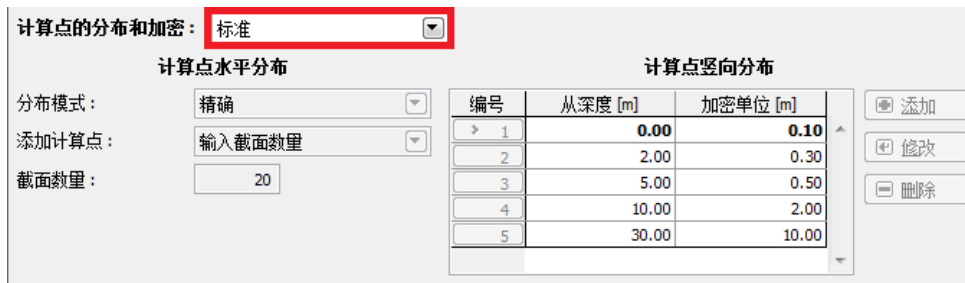 计算点的分布和加密： 标准
计算点水平分布
分布模式： 精确
添加计算点： 输入截面数量
截面数量： 20
计算点竖向分布
编号 从深度 [m] 加密单位 [m]
1 0.00 0.10
2 2.00 0.30
3 5.00 0.50
4 10.00 2.00
5 30.00 10.00
添加
修改
删除